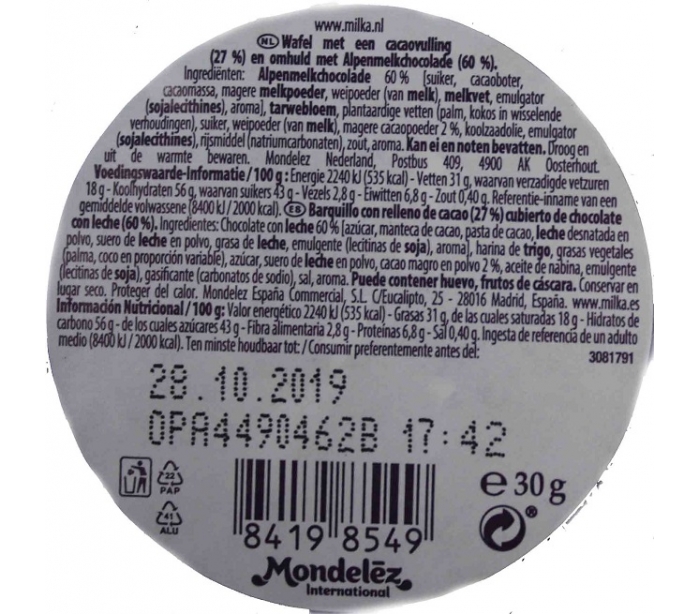 www.milka.nl
NL Wafel met een cacaovulling
(27 %) en omhuld met Alpenmelkchocolade (60 %).
Ingrediënten: Alpenmelkchocolade 60 % [suiker, cacaoboter,
cacaomassa, magere melkpoeder, weipoeder (van melk), melkvet, emulgator
(sojalecithines), aroma], tarwebloem, plantaardige vetten (palm, kokos in wisselende
verhoudingen), suiker, weipoeder (van melk), magere cacaopoeder 2 %, koolzaadolie, emulgator
(sojalecithines), rijsmiddel (natriumcarbonaten), zout, aroma. Kan ei en noten bevatten. Droog en
uit de warmte bewaren. Mondelez Nederland, Postbus 409, 4900 AK Oosterhout.
Voedingswaarde-Informatie / 100 g: Energie 2240 kJ (535 kcal) - Vetten 31 g, waarvan verzadigde vetzuren
18 g - Koolhydraten 56 g, waarvan suikers 43 g - Vezels 2,8 g - Eiwitten 6,8 g - Zout 0,40 g. Referentie-inname van een
gemiddelde volwassene (8400 kJ / 2000 kcal). ES Barquillo con relleno de cacao (27 %) cubierto de chocolate
con leche (60 %). Ingredientes: Chocolate con leche 60 % [azúcar, manteca de cacao, pasta de cacao, leche desnatada en
polvo, suero de leche en polvo, grasa de leche, emulgente (lecitinas de soja), aroma], harina de trigo, grasas vegetales
(palma, coco en proporción variable), azúcar, suero de leche en polvo, cacao magro en polvo 2 %, aceite de nabina, emulgente
(lecitinas de soja), gasificante (carbonatos de sodio), sal, aroma. Puede contener huevo, frutos de cáscara. Conservar en
lugar seco. Proteger del calor. Mondelez España Commercial, S.L. C/Eucalipto, 25 - 28016 Madrid, España. www.milka.es
Información Nutricional / 100 g: Valor energético 2240 kJ (535 kcal) - Grasas 31 g, de las cuales saturadas 18 g - Hidratos de
carbono 56 g - de los cuales azúcares 43 g - Fibra alimentaria 2,8 g - Proteínas 6,8 g - Sal 0,40 g. Ingesta de referencia de un adulto
medio (8400 kJ / 2000 kcal). Ten minste houdbaar tot: / Consumir preferentemente antes del:
3081791
28.10.2019
OPA4490462B 17:42
22
PAP
41
ALU
8419 8549
e 30 g
®
Mondelēz
International